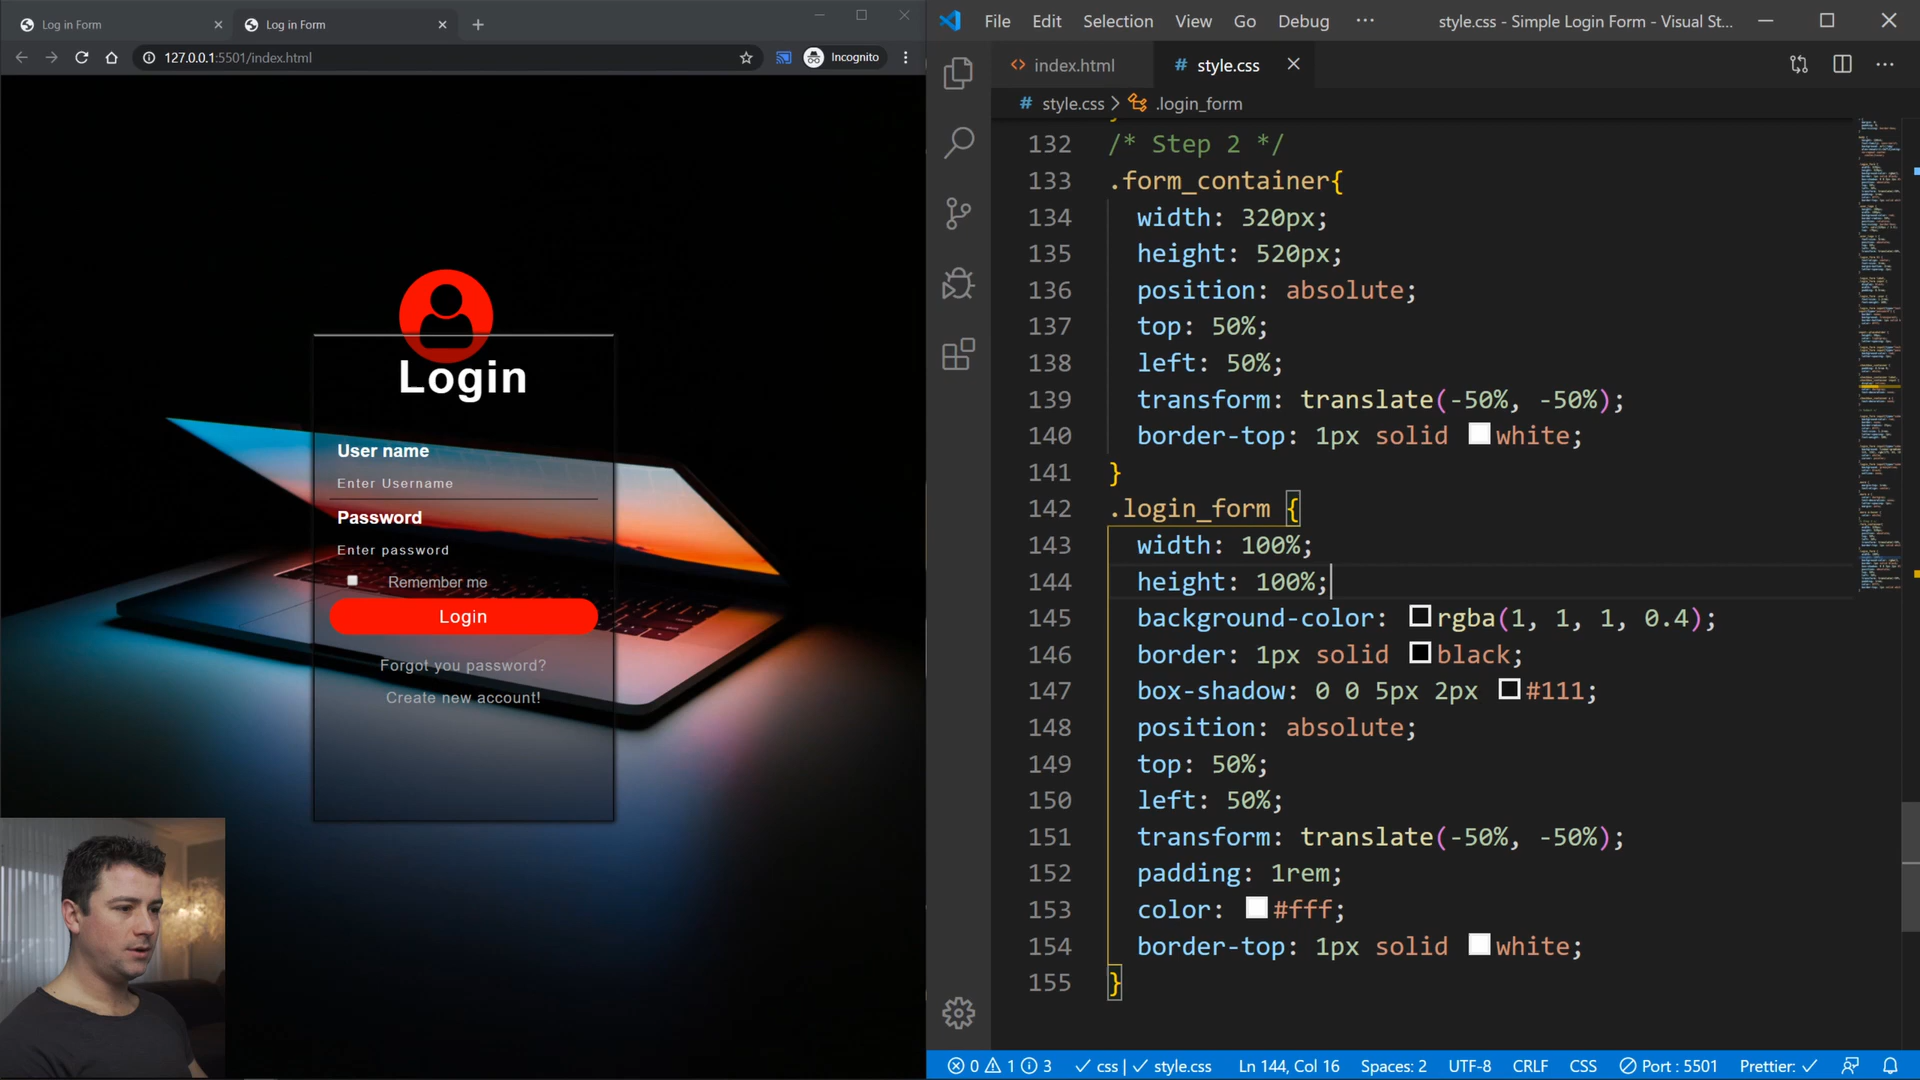 Log in Form
Log in Form
127.0.0.1:5501/index.html
Incognito
Login
User name
Enter Username
Password
Enter password
Remember me
Login
Forgot you password?
Create new account!
File Edit Selection View Go Debug ··· style.css - Simple Login Form - Visual St...
index.html
# style.css
# style.css > .login_form
132 /* Step 2 */
133 .form_container{
134 width: 320px;
135 height: 520px;
136 position: absolute;
137 top: 50%;
138 left: 50%;
139 transform: translate(-50%, -50%);
140 border-top: 1px solid white;
141 }
142 .login_form {
143 width: 100%;
144 height: 100%;
145 background-color: rgba(1, 1, 1, 0.4);
146 border: 1px solid black;
147 box-shadow: 0 0 5px 2px #111;
148 position: absolute;
149 top: 50%;
150 left: 50%;
151 transform: translate(-50%, -50%);
152 padding: 1rem;
153 color: #fff;
154 border-top: 1px solid white;
155 }
0 1 3 ✓ css | ✓ style.css Ln 144, Col 16 Spaces: 2 UTF-8 CRLF CSS Port : 5501 Prettier: ✓